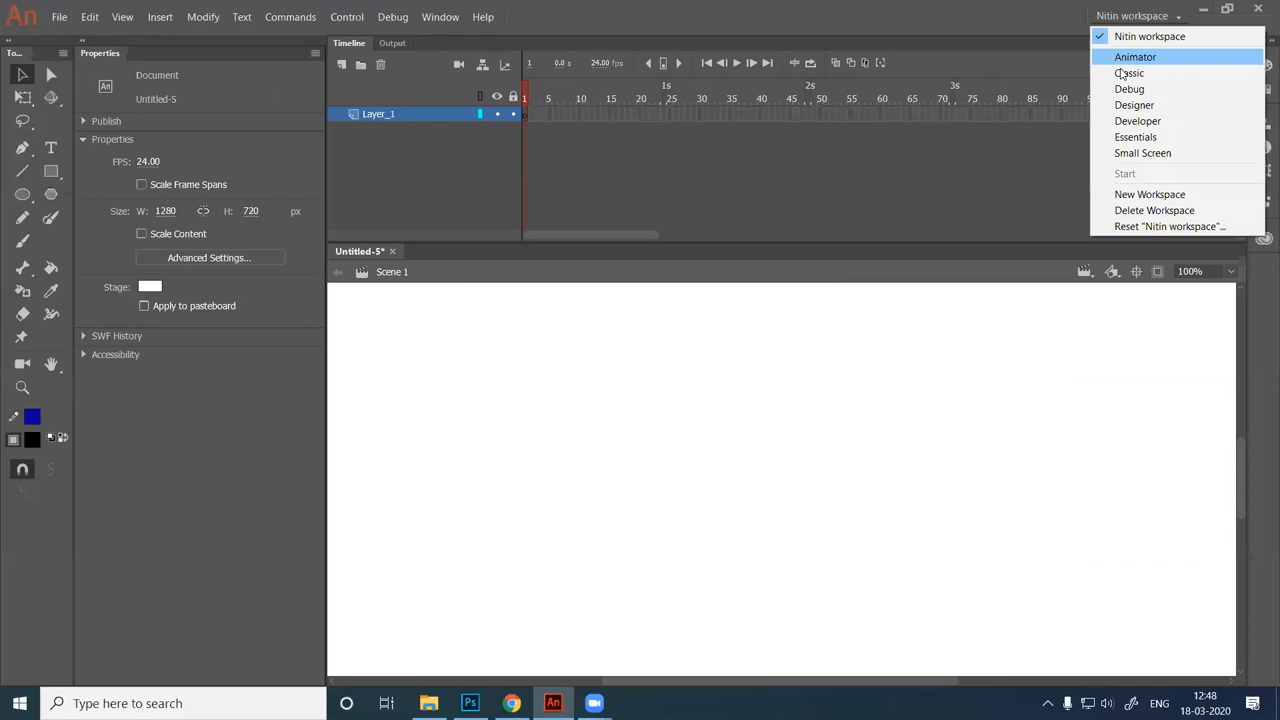 An File Edit View Insert Modify Text Commands Control Debug Window Help Nitin workspace
To... Properties Timeline Output
Nitin workspace
Animator
Classic
Debug
Designer
Developer
Essentials
Small Screen
Start
New Workspace
Delete Workspace
Reset "Nitin workspace"...
An Document
Untitled-5
Publish
Properties
FPS: 24.00
Scale Frame Spans
Size: W: 1280 H: 720 px
Scale Content
Advanced Settings...
Stage:
Apply to pasteboard
SWF History
Accessibility
1 0.0 s 24.00 fps
1s 2s 3s
1 5 10 15 20 25 30 35 40 45 50 55 60 65 70 75 80 85 90
Layer_1
Untitled-5*
Scene 1 100%
Type here to search Ps An ENG 12:48
18-03-2020